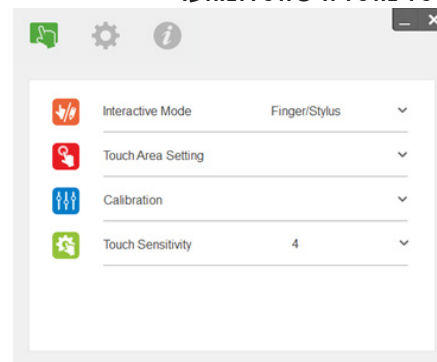 Interactive Mode Finger/Stylus
Touch Area Setting
Calibration
Touch Sensitivity 4